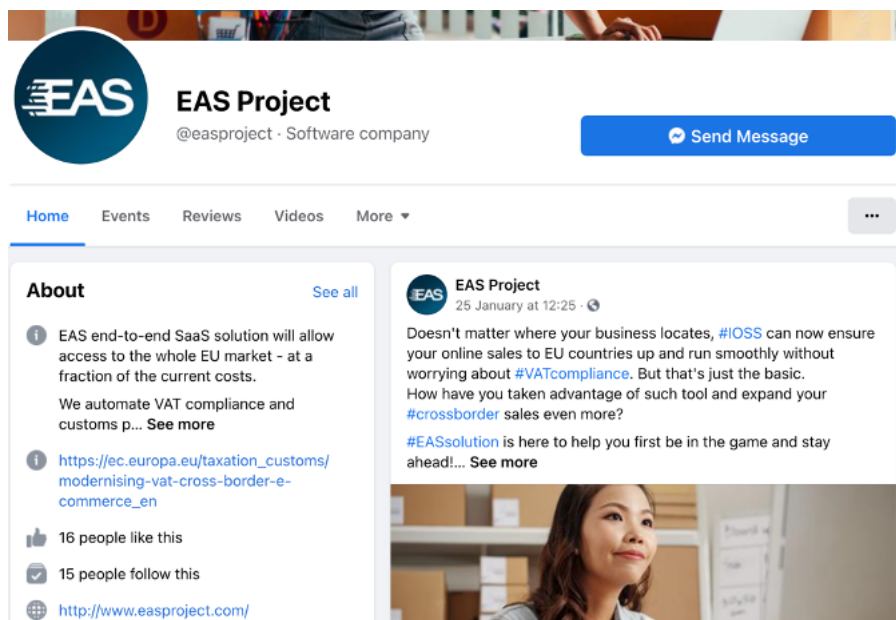 D
EAS
EAS Project
@easproject · Software company
Send Message
Home Events Reviews Videos More
About
See all
EAS end-to-end SaaS solution will allow
access to the whole EU market - at a
fraction of the current costs.
We automate VAT compliance and
customs p... See more
https://ec.europa.eu/taxation_customs/
modernising-vat-cross-border-e-
commerce_en
16 people like this
15 people follow this
http://www.easproject.com/
EAS
EAS Project
25 January at 12:25 ·
Doesn't matter where your business locates, #IOSS can now ensure
your online sales to EU countries up and run smoothly without
worrying about #VATcompliance. But that's just the basic.
How have you taken advantage of such tool and expand your
#crossborder sales even more?
#EASsolution is here to help you first be in the game and stay
ahead!... See more